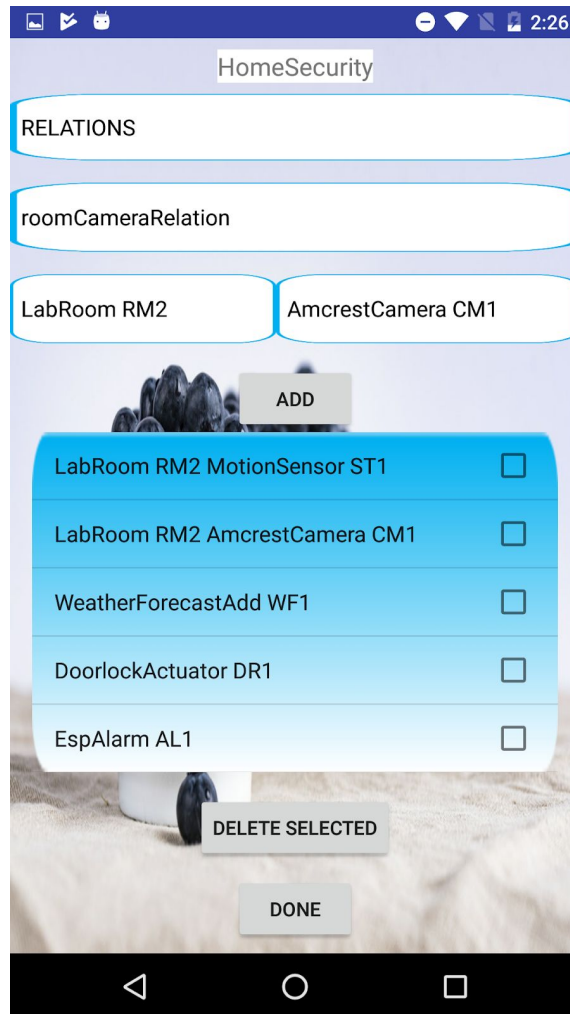 2:26
HomeSecurity
RELATIONS
roomCameraRelation
LabRoom RM2 AmcrestCamera CM1
ADD
LabRoom RM2 MotionSensor ST1
LabRoom RM2 AmcrestCamera CM1
WeatherForecastAdd WF1
DoorlockActuator DR1
EspAlarm AL1
DELETE SELECTED
DONE